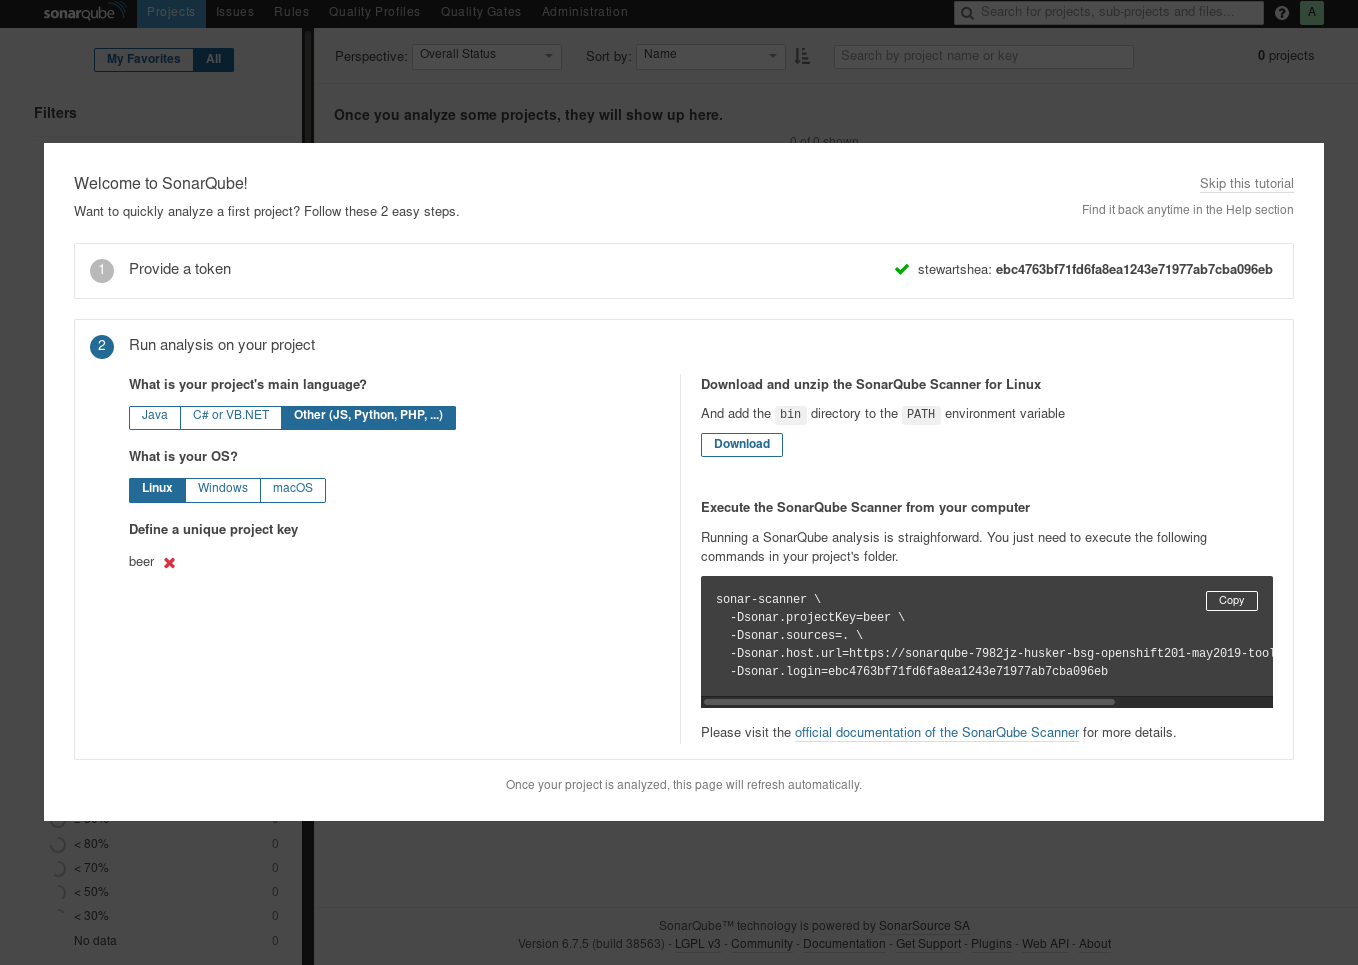 sonarqube Projects Issues Rules Quality Profiles Quality Gates Administration Search for projects, sub-projects and files... ? A
My Favorites All Perspective: Overall Status Sort by: Name Search by project name or key 0 projects
Filters
Once you analyze some projects, they will show up here.
0 of 0 shown
Welcome to SonarQube!
Skip this tutorial
Want to quickly analyze a first project? Follow these 2 easy steps.
Find it back anytime in the Help section
1 Provide a token
stewartshea: ebc4763bf71fd6fa8ea1243e71977ab7cba096eb
2 Run analysis on your project
What is your project's main language?
Java C# or VB.NET Other (JS, Python, PHP, ...)
What is your OS?
Linux Windows macOS
Define a unique project key
beer
Download and unzip the SonarQube Scanner for Linux
And add the bin directory to the PATH environment variable
Download
Execute the SonarQube Scanner from your computer
Running a SonarQube analysis is straighforward. You just need to execute the following
commands in your project's folder.
Copy
sonar-scanner \
-Dsonar.projectKey=beer \
-Dsonar.sources=. \
-Dsonar.host.url=https://sonarqube-7982jz-husker-bsg-openshift201-may2019-tool
-Dsonar.login=ebc4763bf71fd6fa8ea1243e71977ab7cba096eb
Please visit the official documentation of the SonarQube Scanner for more details.
Once your project is analyzed, this page will refresh automatically.
< 80% 0
< 70% 0
< 50% 0
< 30% 0
No data 0
SonarQube™ technology is powered by SonarSource SA
Version 6.7.5 (build 38563) - LGPL v3 - Community - Documentation - Get Support - Plugins - Web API - About